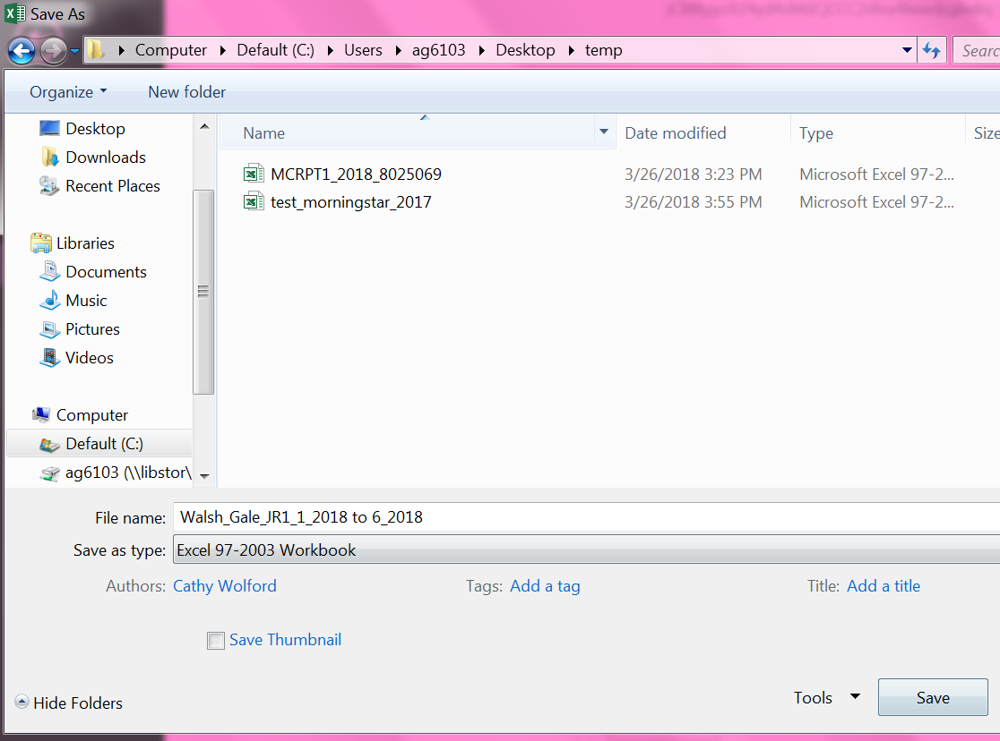 Save As
Computer Default (C:) Users ag6103 Desktop temp Searc
Organize New folder
Name Date modified Type Size
Desktop
Downloads
Recent Places
Libraries
Documents
Music
Pictures
Videos
Computer
Default (C:)
ag6103 (\\libstor\
MCRPT1_2018_8025069 3/26/2018 3:23 PM Microsoft Excel 97-2...
test_morningstar_2017 3/26/2018 3:55 PM Microsoft Excel 97-2...
File name: Walsh_Gale_JR1_1_2018 to 6_2018
Save as type: Excel 97-2003 Workbook
Authors: Cathy Wolford Tags: Add a tag Title: Add a title
Save Thumbnail
Hide Folders Tools Save